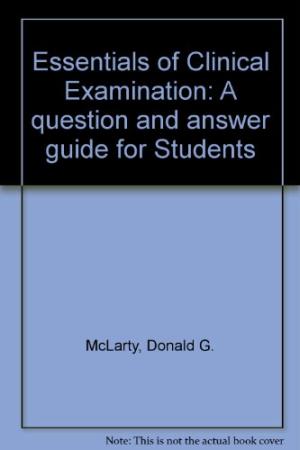 Essentials of Clinical
Examination: A
question and answer
guide for Students
McLarty, Donald G.
Note: This is not the actual book cover